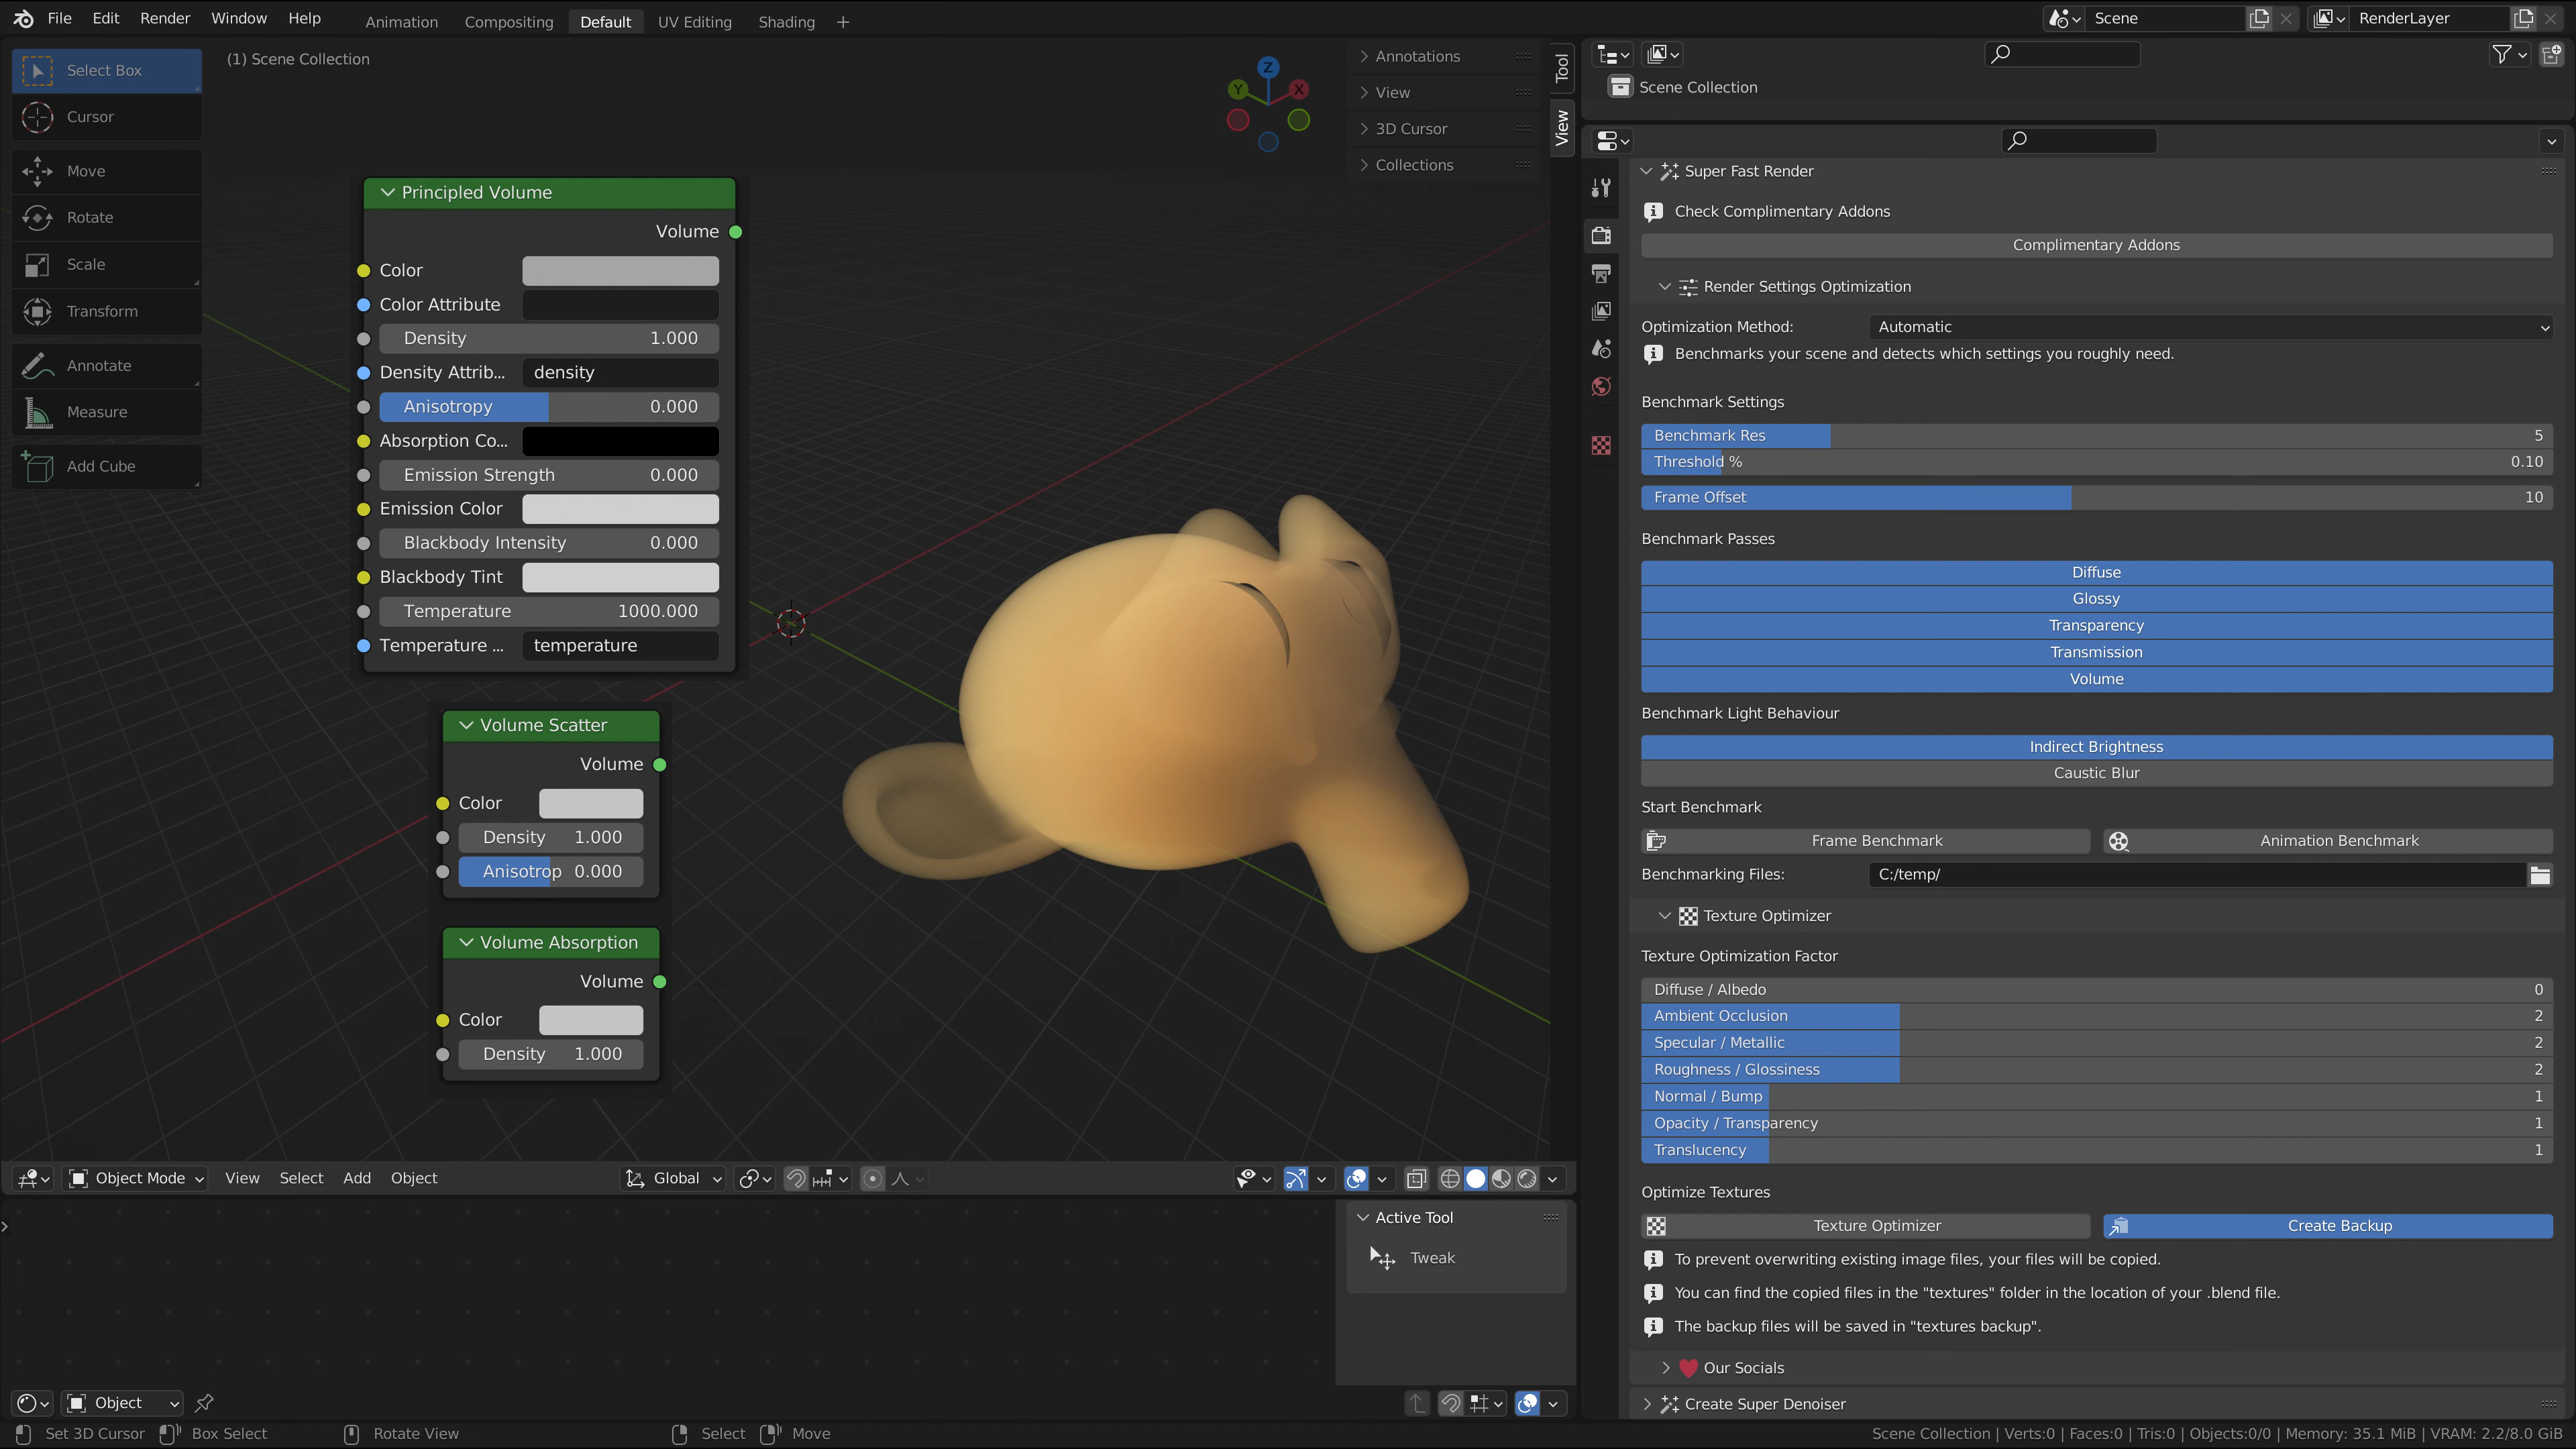 File Edit Render Window Help Animation Compositing Default UV Editing Shading + Scene RenderLayer
Select Box
Cursor
Move
Rotate
Scale
Transform
Annotate
Measure
Add Cube
(1) Scene Collection
Z
Y
X
Annotations
View
3D Cursor
Collections
Tool
View
Principled Volume
Volume
Color
Color Attribute
Density 1.000
Density Attrib... density
Anisotropy 0.000
Absorption Co...
Emission Strength 0.000
Emission Color
Blackbody Intensity 0.000
Blackbody Tint
Temperature 1000.000
Temperature ... temperature
Volume Scatter
Volume
Color
Density 1.000
Anisotrop 0.000
Volume Absorption
Volume
Color
Density 1.000
Object Mode View Select Add Object Global
Active Tool
Tweak
Object
Scene Collection
Super Fast Render
Check Complimentary Addons
Complimentary Addons
Render Settings Optimization
Optimization Method: Automatic
Benchmarks your scene and detects which settings you roughly need.
Benchmark Settings
Benchmark Res 5
Threshold % 0.10
Frame Offset 10
Benchmark Passes
Diffuse
Glossy
Transparency
Transmission
Volume
Benchmark Light Behaviour
Indirect Brightness
Caustic Blur
Start Benchmark
Frame Benchmark Animation Benchmark
Benchmarking Files: C:/temp/
Texture Optimizer
Texture Optimization Factor
Diffuse / Albedo 0
Ambient Occlusion 2
Specular / Metallic 2
Roughness / Glossiness 2
Normal / Bump 1
Opacity / Transparency 1
Translucency 1
Optimize Textures
Texture Optimizer Create Backup
To prevent overwriting existing image files, your files will be copied.
You can find the copied files in the "textures" folder in the location of your .blend file.
The backup files will be saved in "textures backup".
Our Socials
Create Super Denoiser
Set 3D Cursor Box Select Rotate View Select Move Scene Collection | Verts:0 | Faces:0 | Tris:0 | Objects:0/0 | Memory: 35.1 MiB | VRAM: 2.2/8.0 GiB